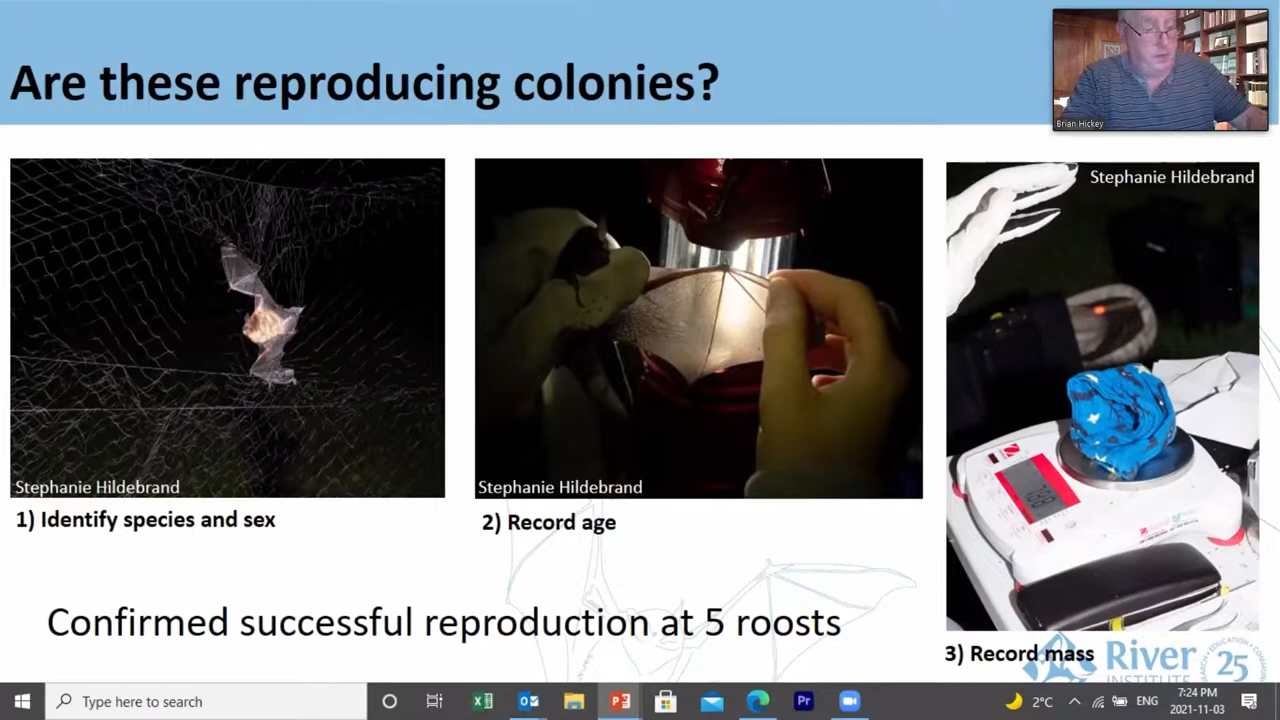 Are these reproducing colonies?
Brian Hickey
Stephanie Hildebrand
Stephanie Hildebrand
Stephanie Hildebrand
1) Identify species and sex
2) Record age
3) Record mass
Confirmed successful reproduction at 5 roosts
River
INSTITUTE
25
Type here to search
Pr
2°C
ENG
7:24 PM
2021-11-03